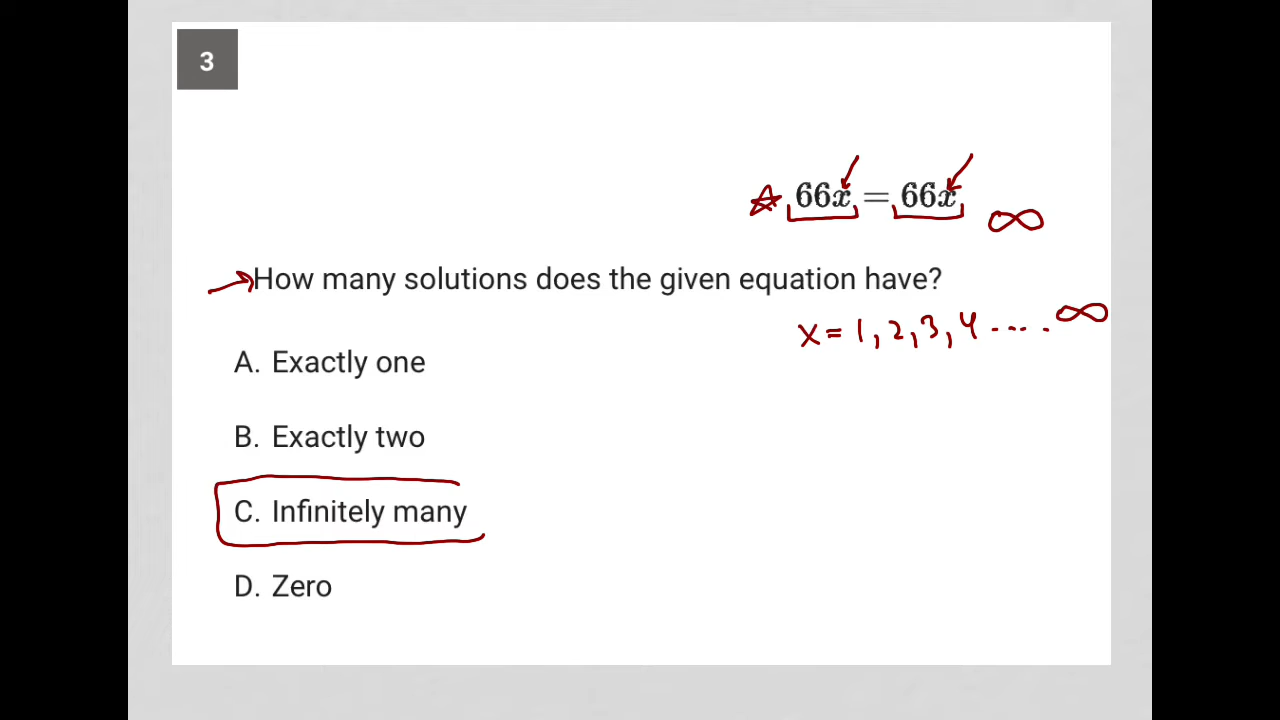 3
66x = 66x
∞
How many solutions does the given equation have?
x = 1, 2, 3, 4 .... ∞
A. Exactly one
B. Exactly two
C. Infinitely many
D. Zero